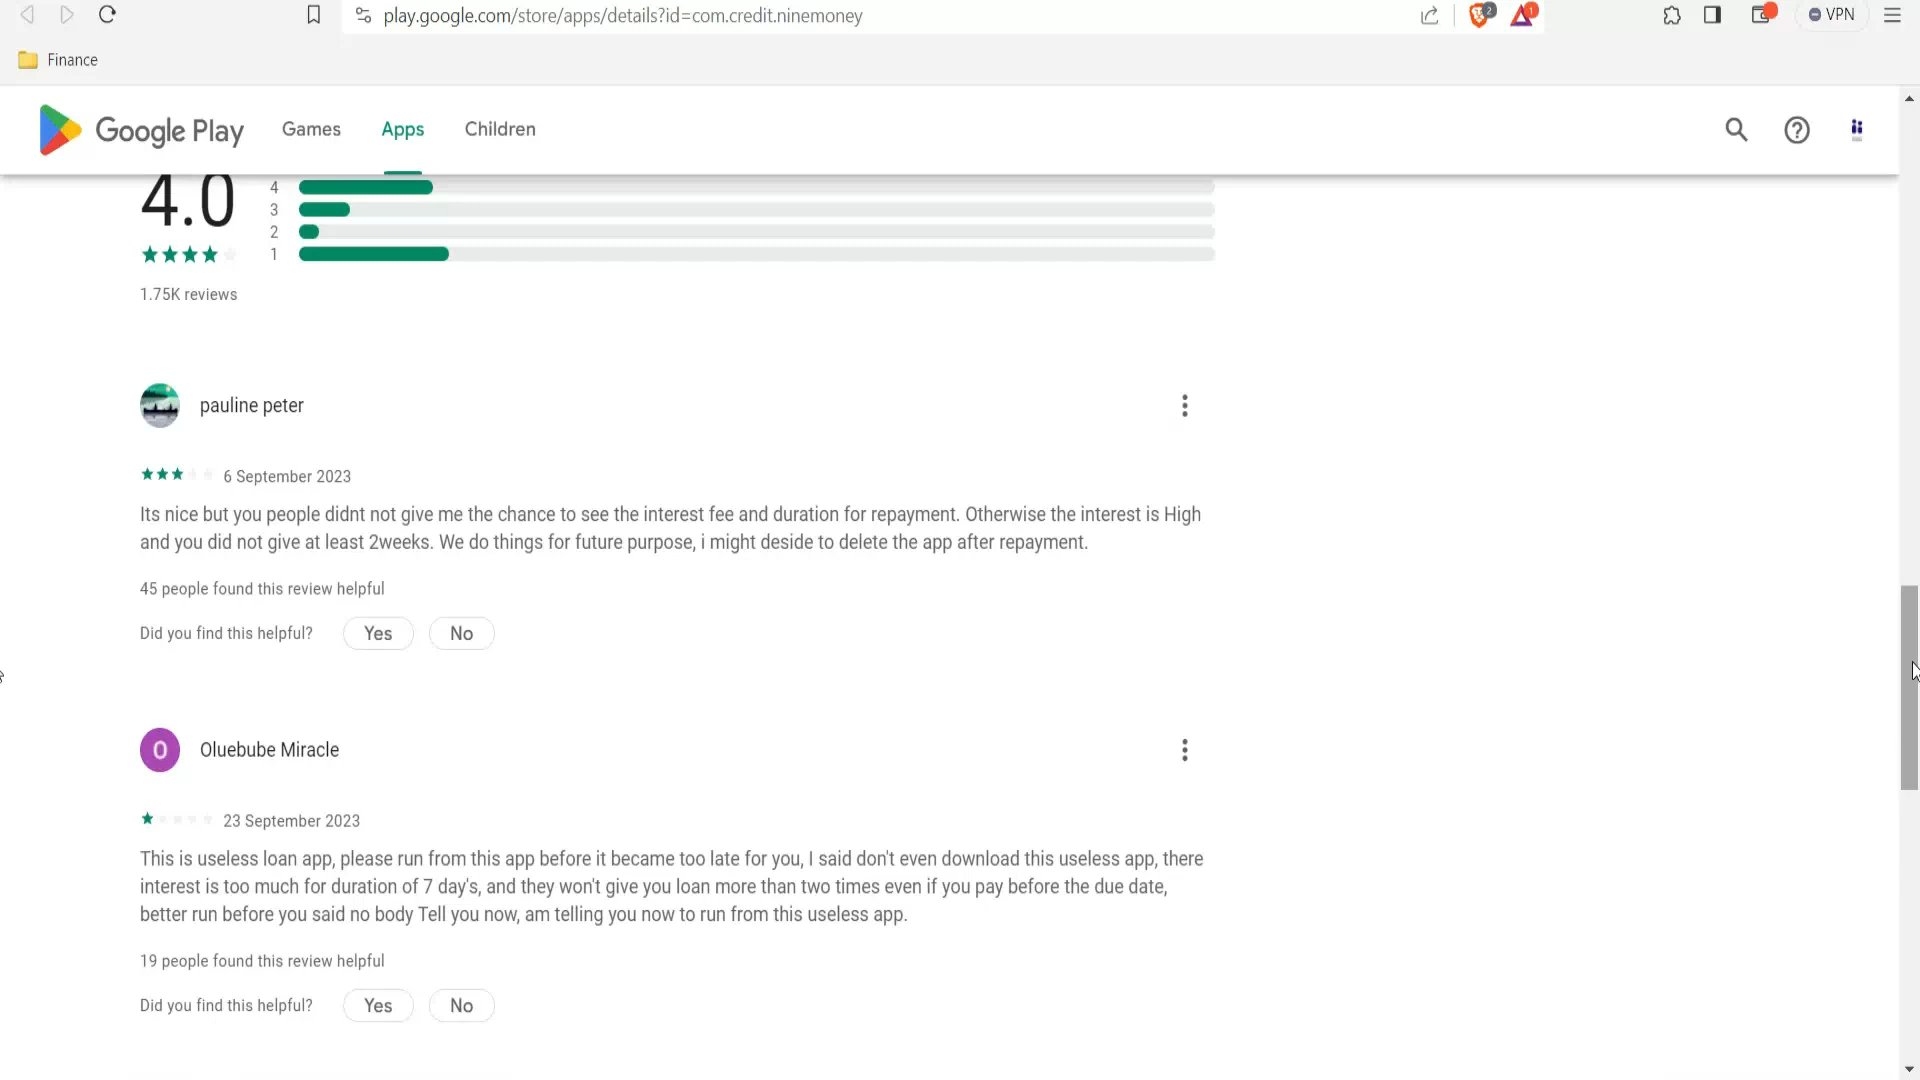 play.google.com/store/apps/details?id=com.credit.ninemoney
2
1
VPN
Finance
Google Play Games Apps Children
4.0
4
3
2
1
1.75K reviews
pauline peter
6 September 2023
Its nice but you people didnt not give me the chance to see the interest fee and duration for repayment. Otherwise the interest is High
and you did not give at least 2weeks. We do things for future purpose, i might deside to delete the app after repayment.
45 people found this review helpful
Did you find this helpful? Yes No
O
Oluebube Miracle
23 September 2023
This is useless loan app, please run from this app before it became too late for you, I said don't even download this useless app, there
interest is too much for duration of 7 day's, and they won't give you loan more than two times even if you pay before the due date,
better run before you said no body Tell you now, am telling you now to run from this useless app.
19 people found this review helpful
Did you find this helpful? Yes No